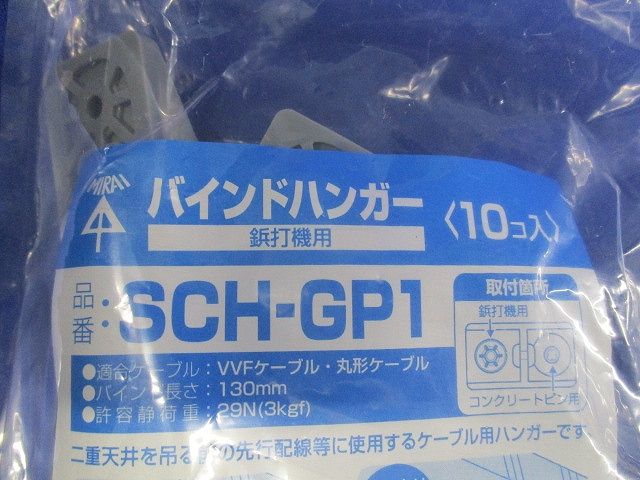 MIRAI
バインドハンガー 〈10コ入〉
鋲打機用
品番：SCH-GP1
●適合ケーブル：VVFケーブル・丸形ケーブル
●バインド長さ：130mm
●許容静荷重：29N(3kgf)
取付箇所
鋲打機用
コンクリートピン用
二重天井を吊る前の先行配線等に使用するケーブル用ハンガーです